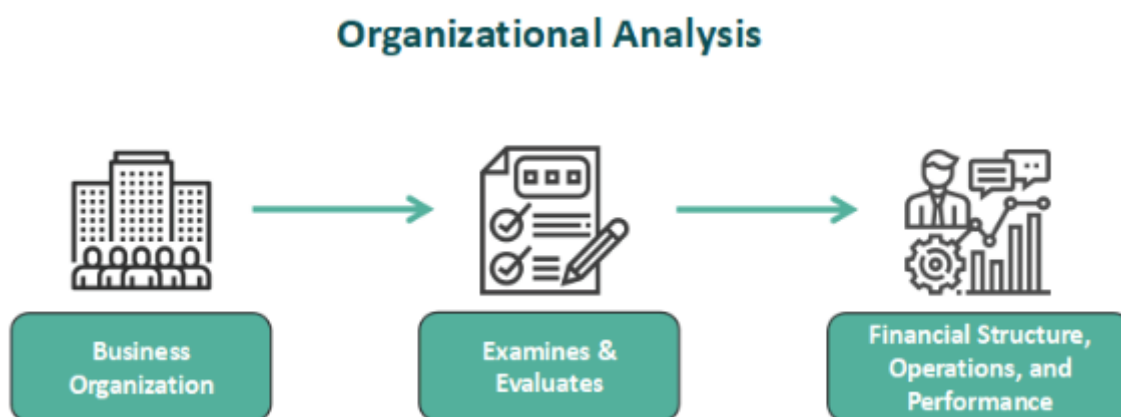 Organizational Analysis
Business
Organization
Examines &
Evaluates
Financial Structure,
Operations, and
Performance